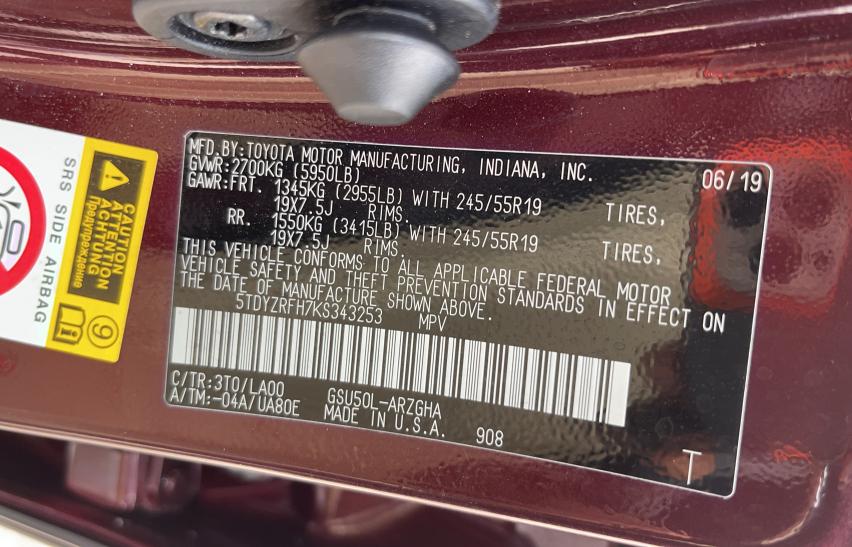 MFD.BY:TOYOTA MOTOR MANUFACTURING, INDIANA, INC. 06/19
GVWR:2700KG (5950LB)
GAWR:FRT. 1345KG (2955LB) WITH 245/55R19 TIRES,
19X7.5J RIMS.
RR. 1550KG (3415LB) WITH 245/55R19 TIRES,
19X7.5J RIMS.
THIS VEHICLE CONFORMS TO ALL APPLICABLE FEDERAL MOTOR
VEHICLE SAFETY AND THEFT PREVENTION STANDARDS IN EFFECT ON
THE DATE OF MANUFACTURE SHOWN ABOVE.
5TDYZRFH7KS343253 MPV
C/TR:3T0/LA00 GSU50L-ARZGHA
A/TM:-04A/UA80E MADE IN U.S.A. 908
T
SRS SIDE AIRBAG
CAUTION
ATTENTION
ACHTUNG
Предупреждение
9